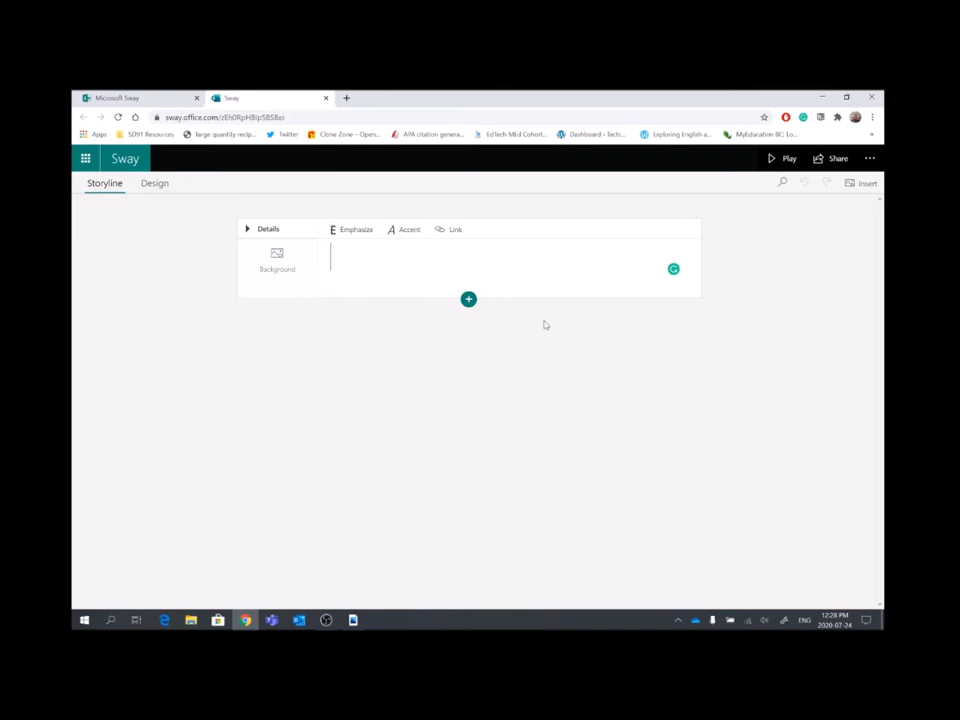 Microsoft Sway
Sway
sway.office.com/zEh0RpHBlp58SBei
Apps SD91 Resources large quantity recip... Twitter Clone Zone – Open... APA citation genera... EdTech MEd Cohort... Dashboard ‹ Tech:... Exploring English a... MyEducation BC: Lo...
Sway Play Share
Storyline Design Insert
Details E Emphasize A Accent Link
Background
12:28 PM
ENG
2020-07-24